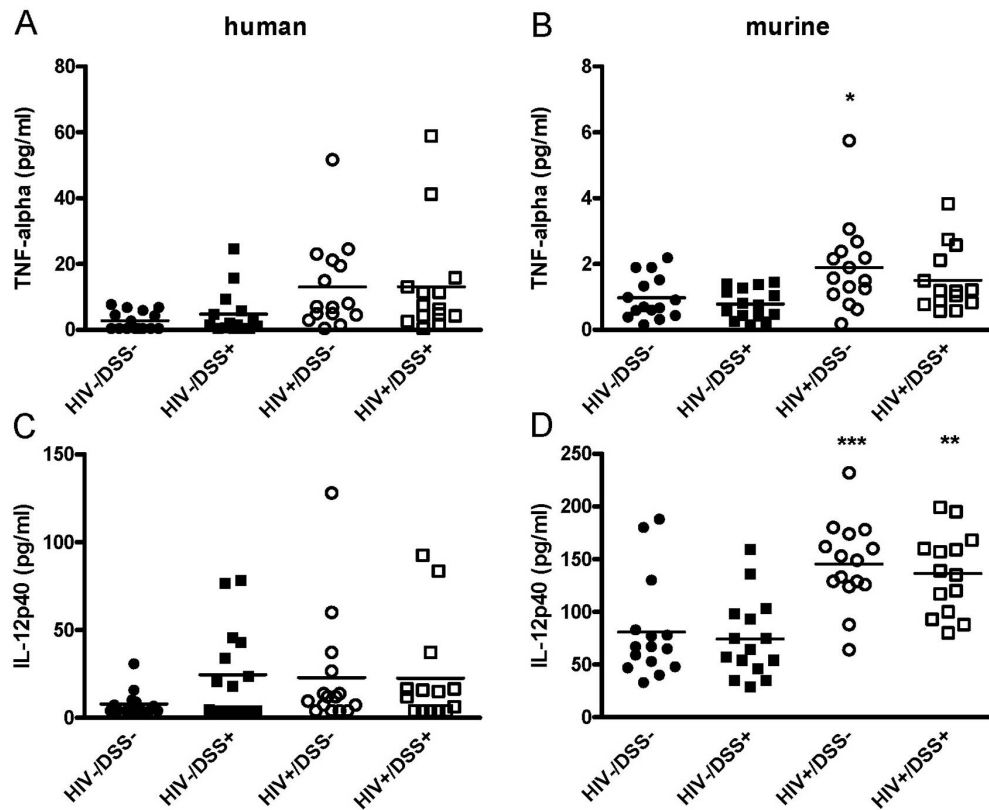 A human
TNF-alpha (pg/ml)
80
60
40
20
0
HIV-/DSS-
HIV-/DSS+
HIV+/DSS-
HIV+/DSS+
B murine
TNF-alpha (pg/ml)
8
6
4
2
0
*
HIV-/DSS-
HIV-/DSS+
HIV+/DSS-
HIV+/DSS+
C
IL-12p40 (pg/ml)
150
100
50
0
HIV-/DSS-
HIV-/DSS+
HIV+/DSS-
HIV+/DSS+
D
IL-12p40 (pg/ml)
250
200
150
100
50
0
*** **
HIV-/DSS-
HIV-/DSS+
HIV+/DSS-
HIV+/DSS+